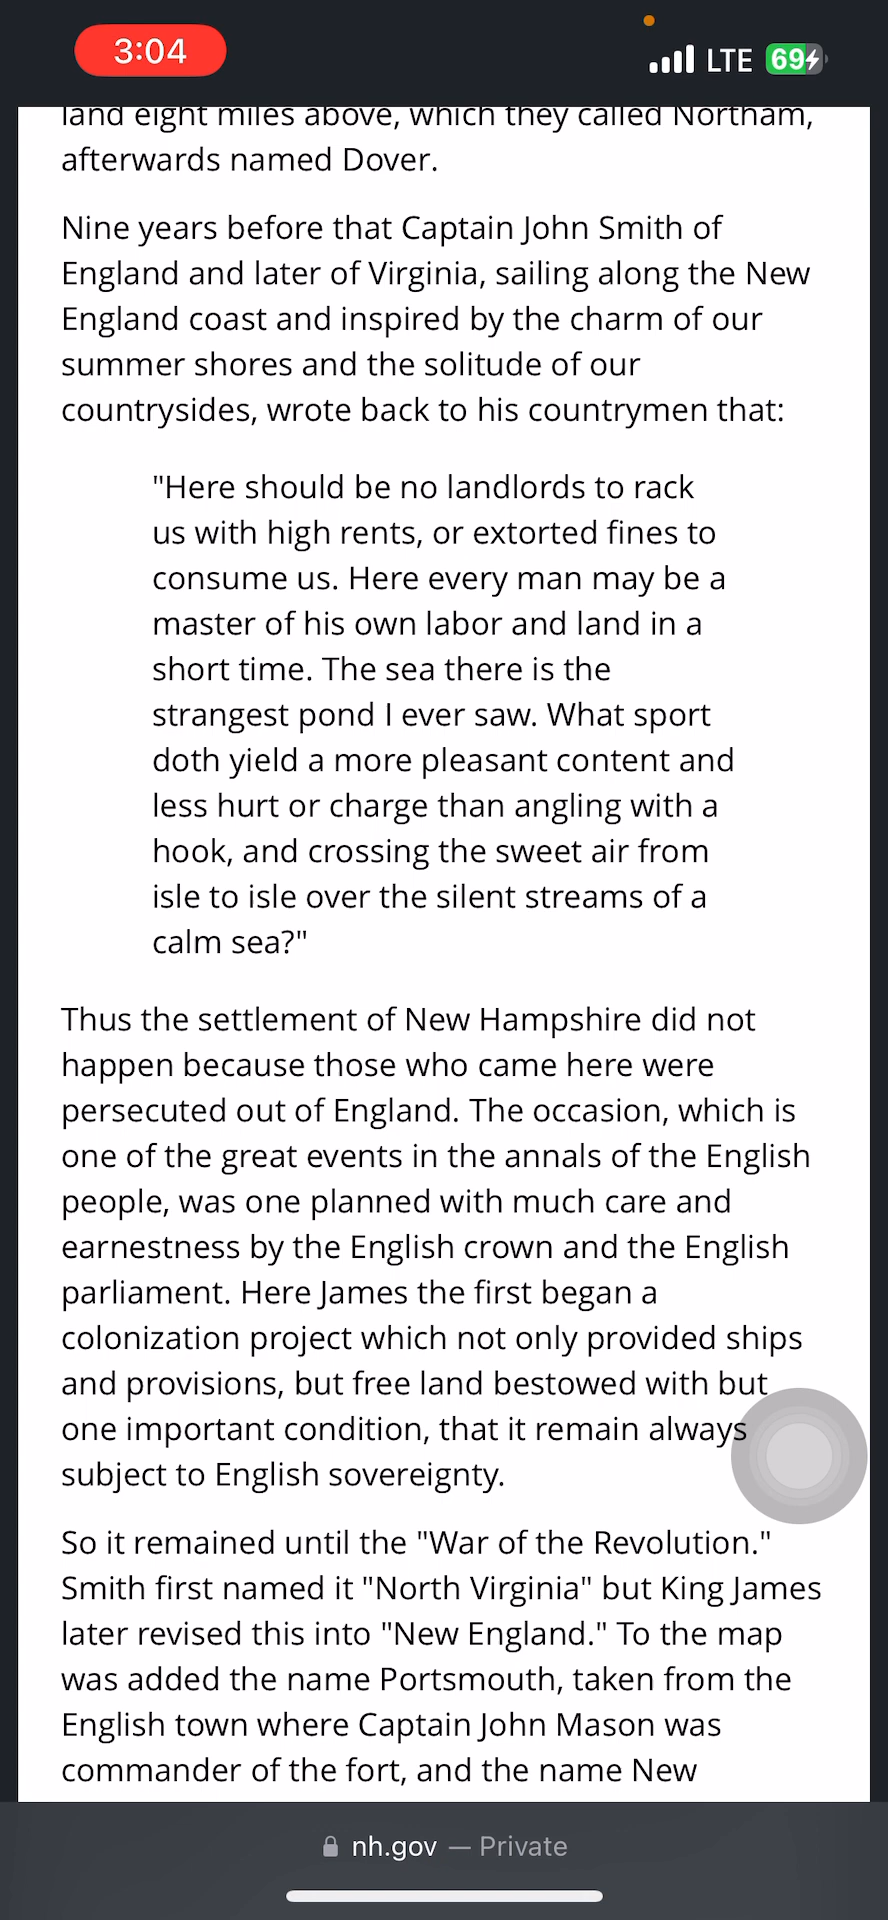 3:04
LTE 69
land eight miles above, which they called Northam,
afterwards named Dover.
Nine years before that Captain John Smith of
England and later of Virginia, sailing along the New
England coast and inspired by the charm of our
summer shores and the solitude of our
countrysides, wrote back to his countrymen that:
"Here should be no landlords to rack
us with high rents, or extorted fines to
consume us. Here every man may be a
master of his own labor and land in a
short time. The sea there is the
strangest pond I ever saw. What sport
doth yield a more pleasant content and
less hurt or charge than angling with a
hook, and crossing the sweet air from
isle to isle over the silent streams of a
calm sea?"
Thus the settlement of New Hampshire did not
happen because those who came here were
persecuted out of England. The occasion, which is
one of the great events in the annals of the English
people, was one planned with much care and
earnestness by the English crown and the English
parliament. Here James the first began a
colonization project which not only provided ships
and provisions, but free land bestowed with but
one important condition, that it remain always
subject to English sovereignty.
So it remained until the "War of the Revolution."
Smith first named it "North Virginia" but King James
later revised this into "New England." To the map
was added the name Portsmouth, taken from the
English town where Captain John Mason was
commander of the fort, and the name New
nh.gov — Private